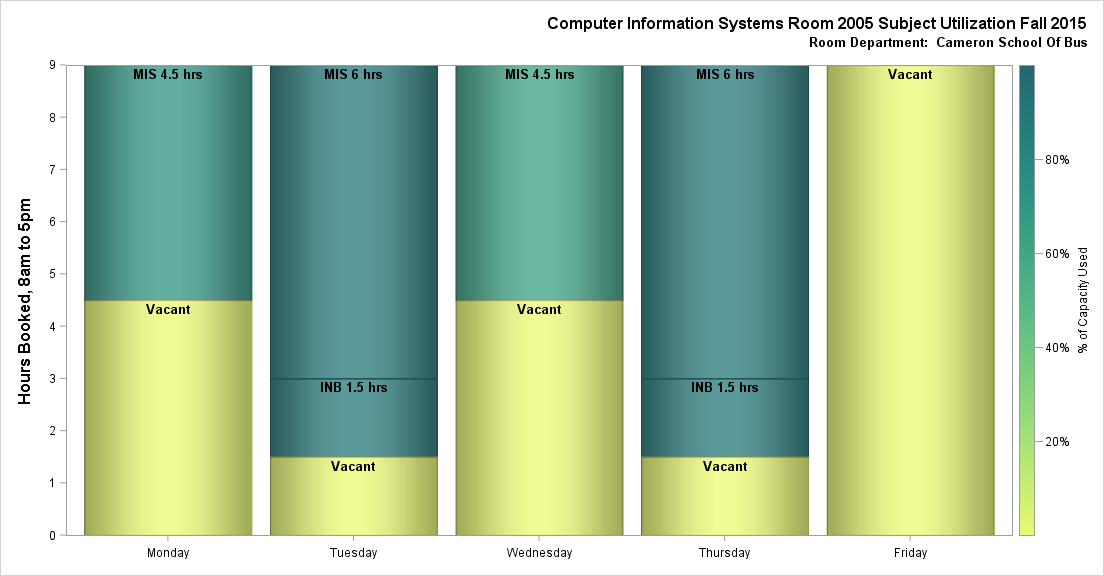 Computer Information Systems Room 2005 Subject Utilization Fall 2015
Room Department:  Cameron School Of Bus
Hours Booked, 8am to 5pm
9
8
7
6
5
4
3
2
1
0
MIS 4.5 hrs
Vacant
MIS 6 hrs
INB 1.5 hrs
Vacant
MIS 4.5 hrs
Vacant
MIS 6 hrs
INB 1.5 hrs
Vacant
Vacant
Monday
Tuesday
Wednesday
Thursday
Friday
80%
60%
40%
20%
% of Capacity Used